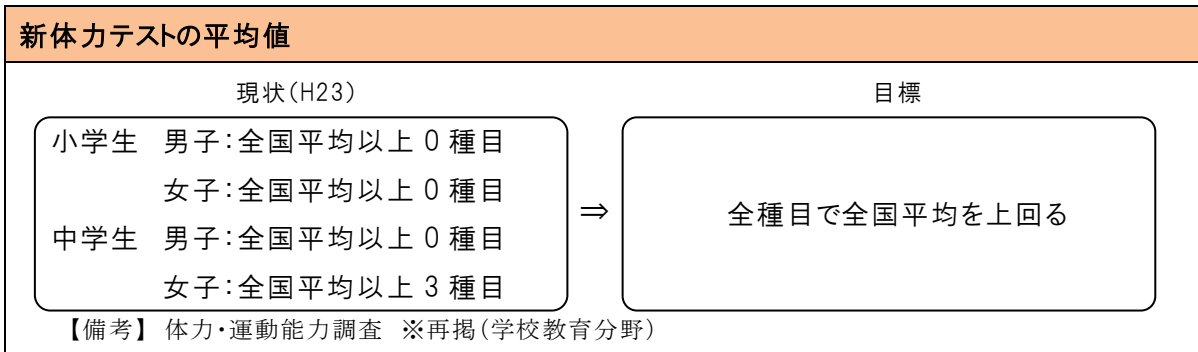 新体力テストの平均値
現状(H23)
目標
小学生 男子:全国平均以上 0 種目
女子:全国平均以上 0 種目
中学生 男子:全国平均以上 0 種目
女子:全国平均以上 3 種目
⇒
全種目で全国平均を上回る
【備考】 体力・運動能力調査 ※再掲(学校教育分野)